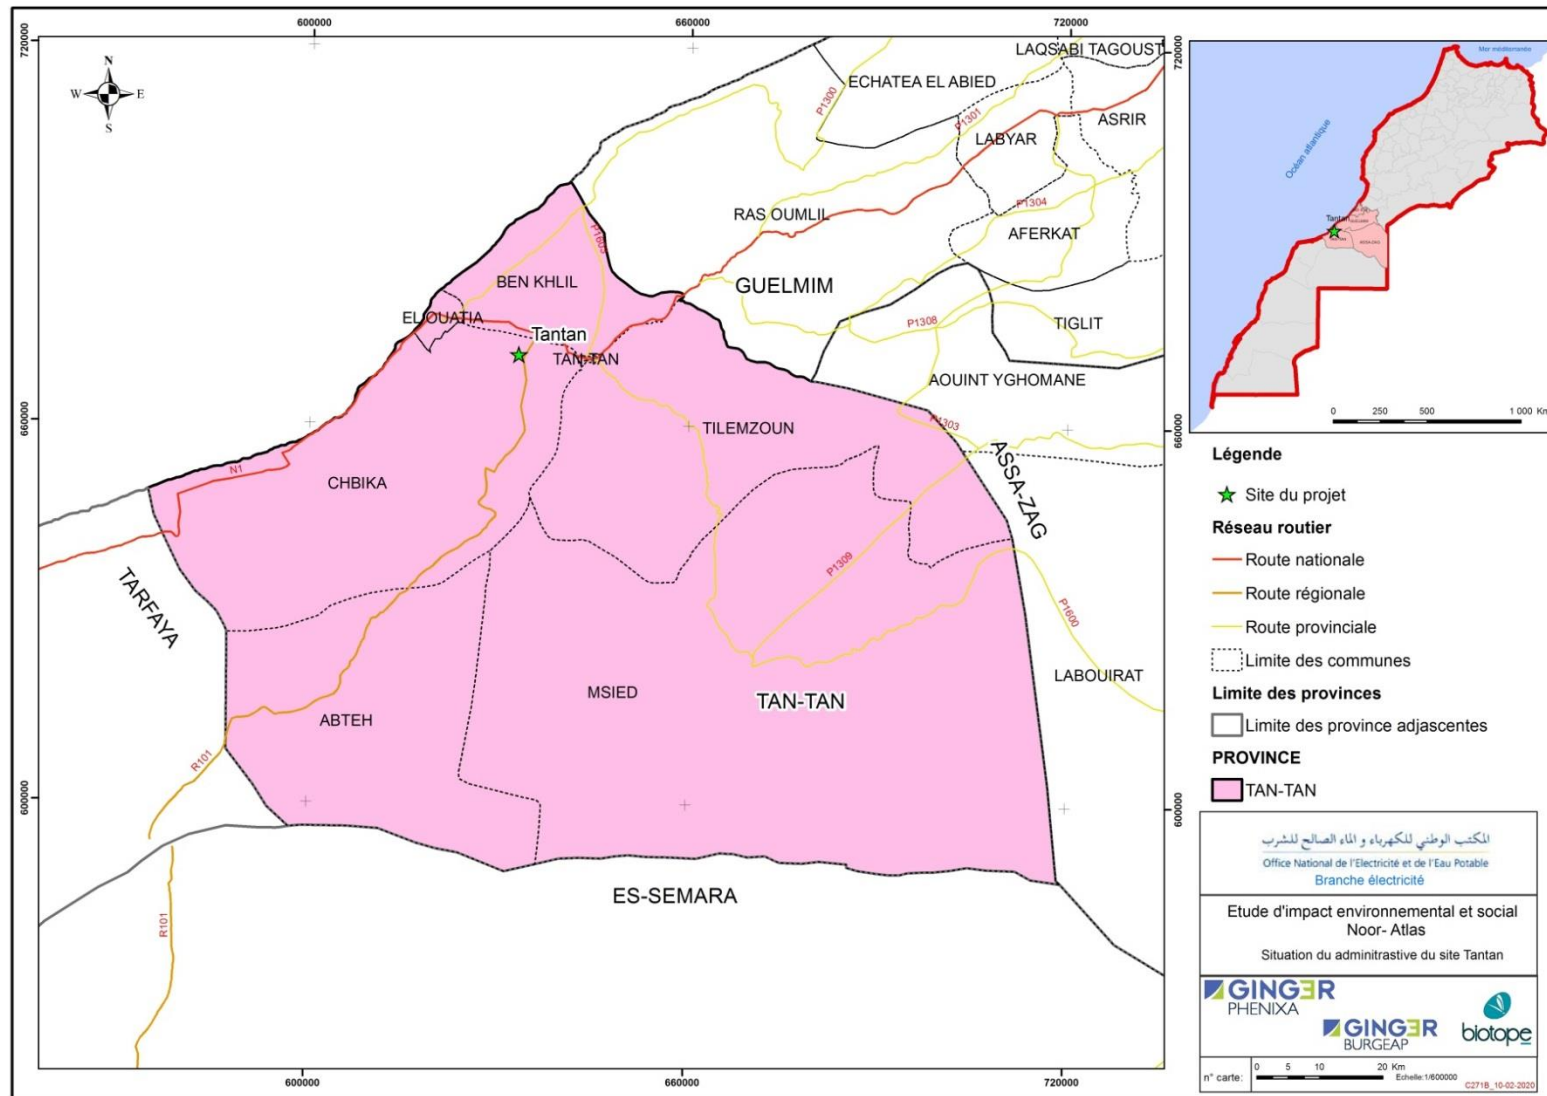 600000
660000
720000
720000
720000
660000
660000
600000
600000
600000
660000
720000
N
W
E
S
LAQSABI TAGOUST
ECHATEA EL ABIED
P1300
P1301
ASRIR
LABYAR
RAS OUMLIL
P1304
AFERKAT
P1605
BEN KHLIL
GUELMIM
EL OUATIA
Tantan
TAN-TAN
P1308
TIGLIT
AOUINT YGHOMANE
P1303
TILEMZOUN
N1
CHBIKA
ASSA-ZAG
TARFAYA
P1309
P1600
LABOUIRAT
MSIED
TAN-TAN
ABTEH
R101
ES-SEMARA
R101
Mer méditerranée
Océan atlantique
Tantan
0 250 500 1 000 Km
Légende
Site du projet
Réseau routier
Route nationale
Route régionale
Route provinciale
Limite des communes
Limite des provinces
Limite des province adjascentes
PROVINCE
TAN-TAN
المكتب الوطني للكهرباء و الماء الصالح للشرب
Office National de l'Electricité et de l'Eau Potable
Branche électricité
Etude d'impact environnemental et social
Noor- Atlas
Situation du adminitrastive du site Tantan
GINGER
PHENIXA
GINGER
BURGEAP
biotope
n° carte:
0 5 10 20 Km
Echelle:1/600000
C271B_10-02-2020